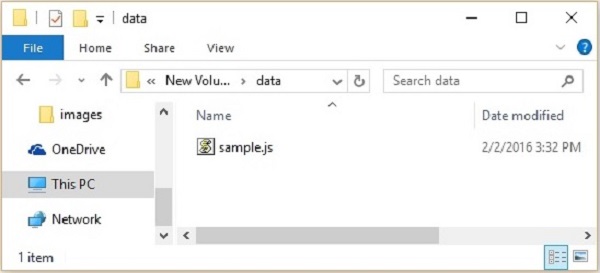 data
File Home Share View
« New Volu... > data Search data
images
OneDrive
This PC
Network
Name Date modified
sample.js 2/2/2016 3:32 PM
1 item